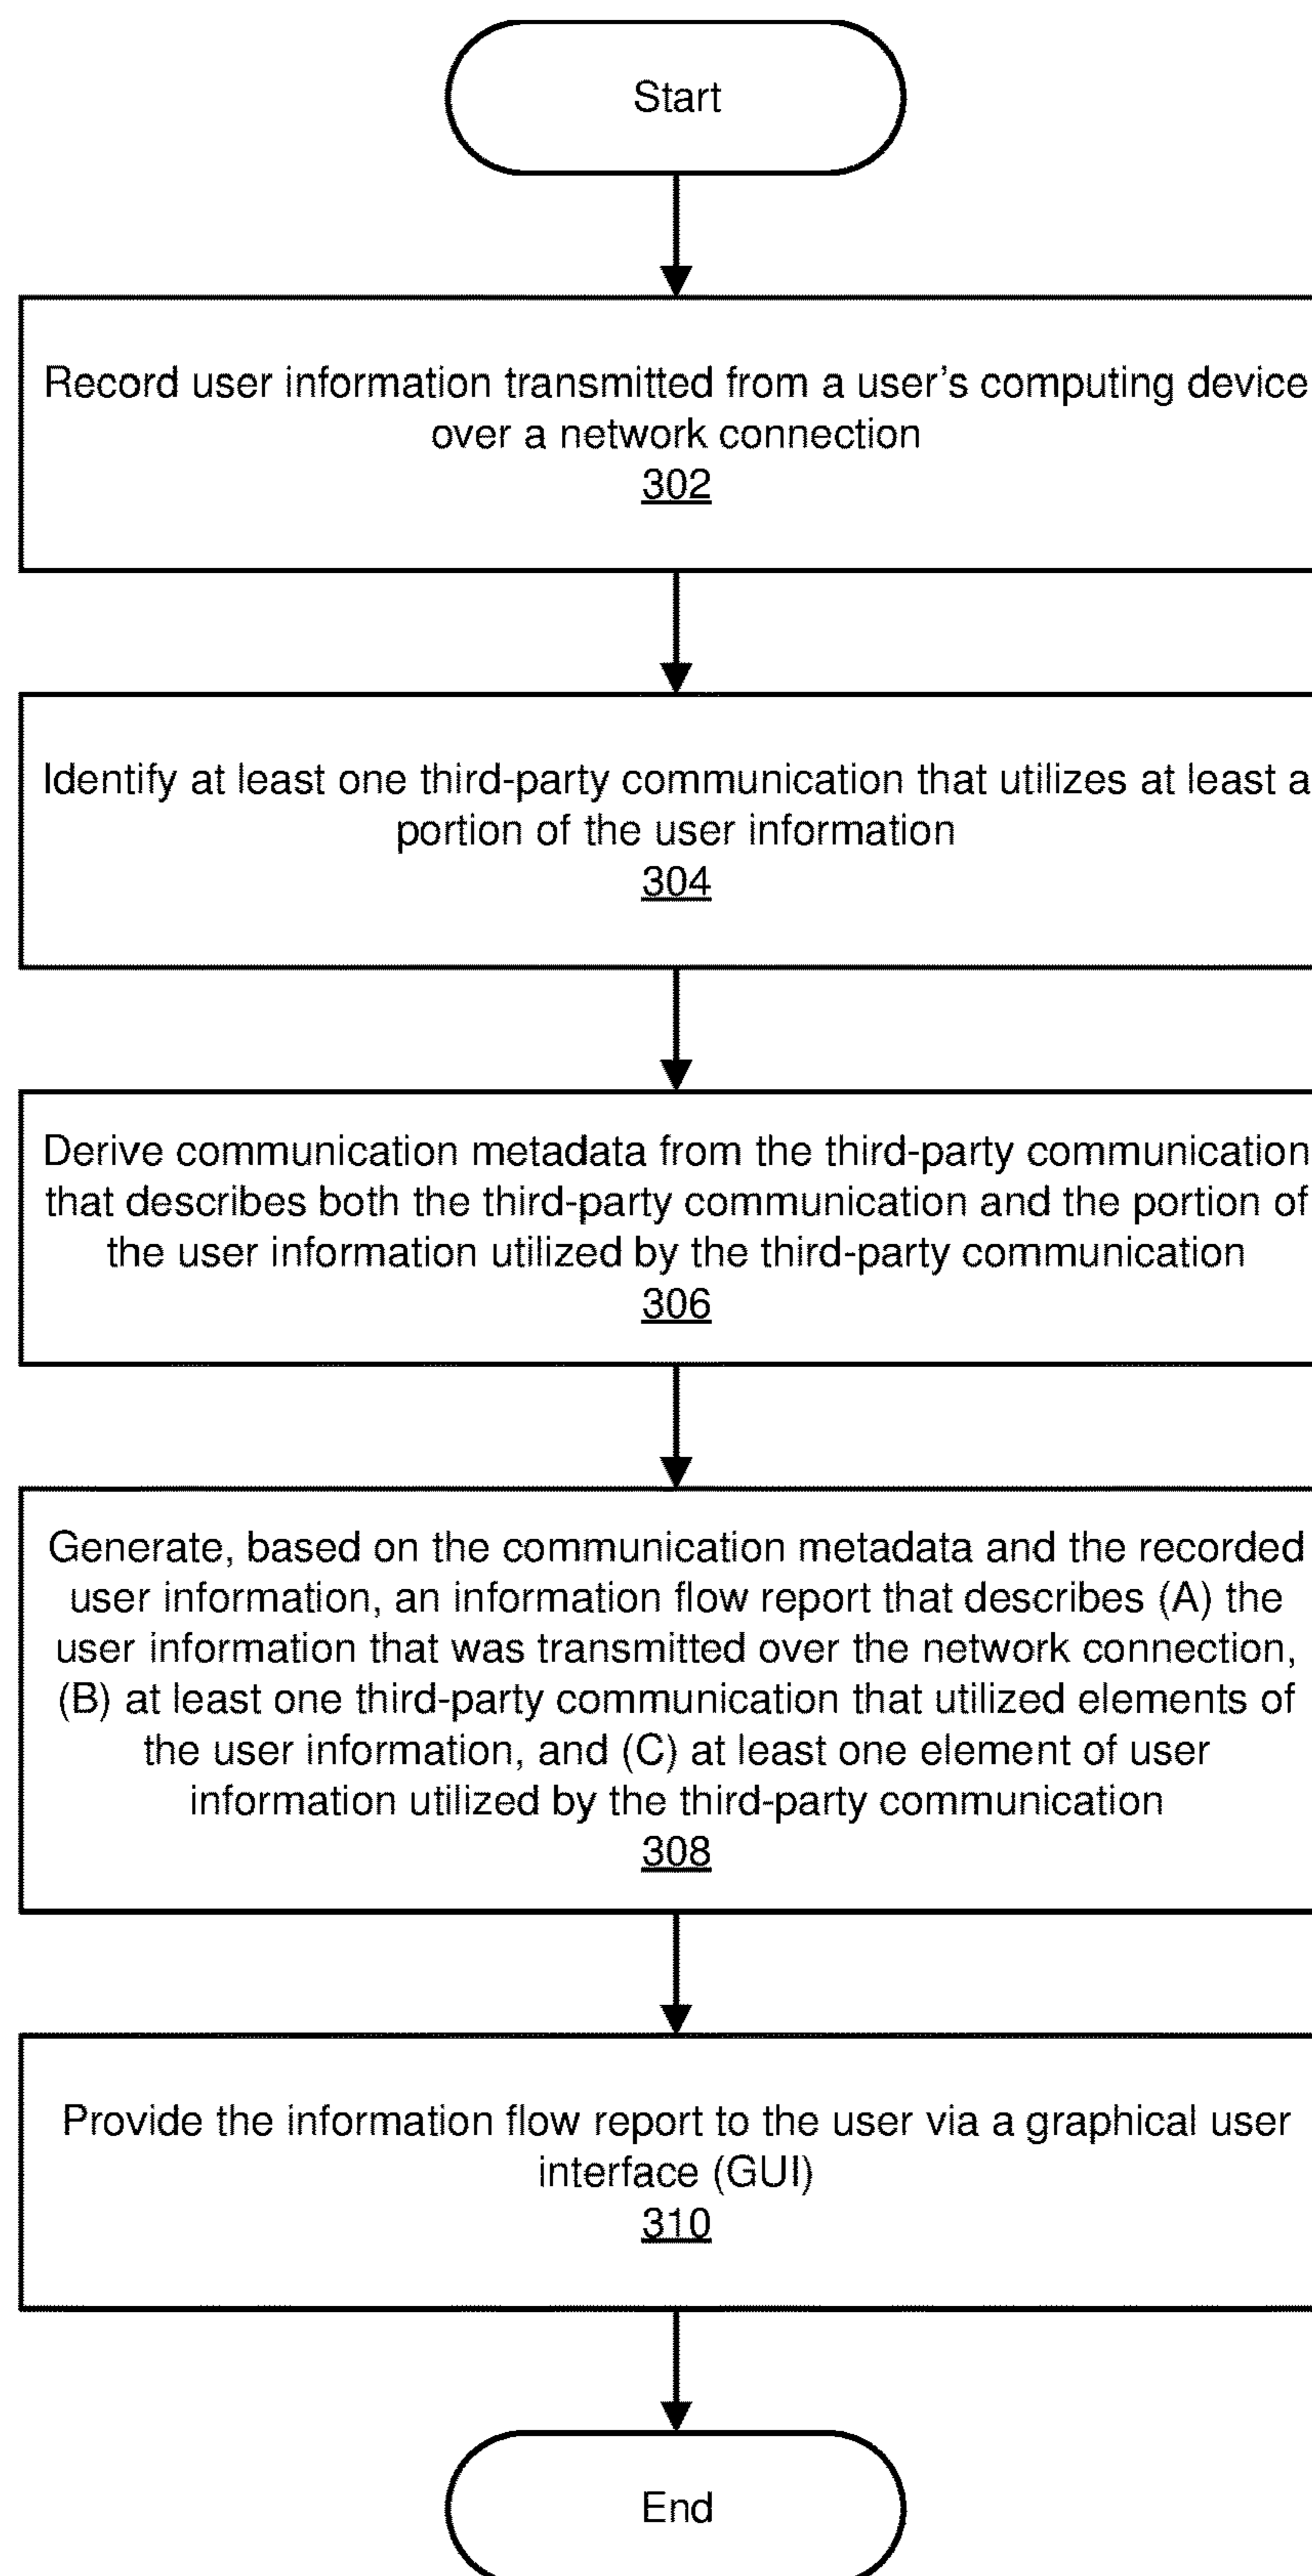 Start
Record user information transmitted from a user's computing device
over a network connection
302
Identify at least one third-party communication that utilizes at least a
portion of the user information
304
Derive communication metadata from the third-party communication
that describes both the third-party communication and the portion of
the user information utilized by the third-party communication
306
Generate, based on the communication metadata and the recorded
user information, an information flow report that describes (A) the
user information that was transmitted over the network connection,
(B) at least one third-party communication that utilized elements of
the user information, and (C) at least one element of user
information utilized by the third-party communication
308
Provide the information flow report to the user via a graphical user
interface (GUI)
310
End